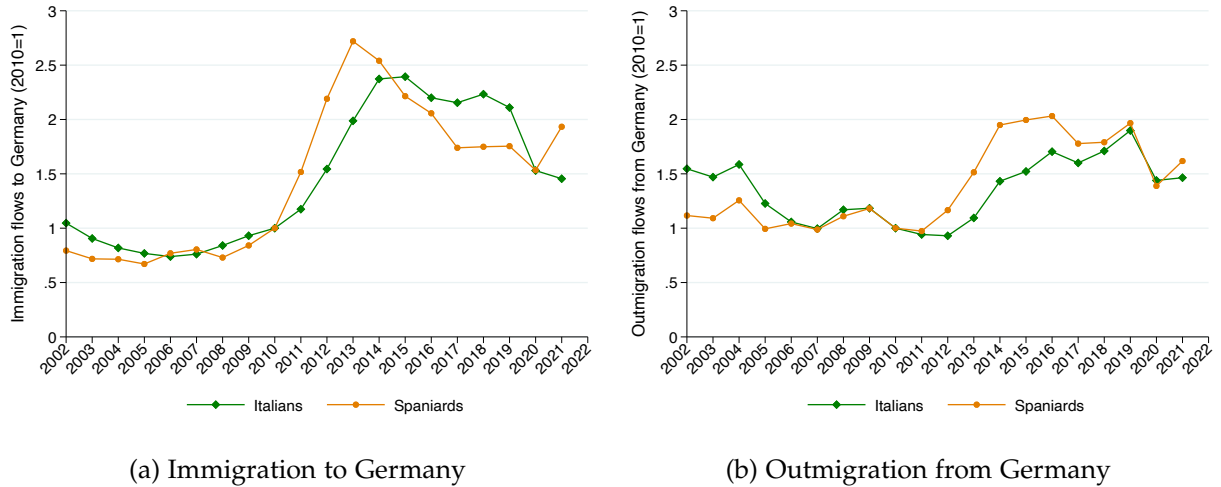 Immigration flows to Germany (2010=1)
3
2.5
2
1.5
1
.5
0
2002 2003 2004 2005 2006 2007 2008 2009 2010 2011 2012 2013 2014 2015 2016 2017 2018 2019 2020 2021 2022
Italians Spaniards
(a) Immigration to Germany
Outmigration flows from Germany (2010=1)
3
2.5
2
1.5
1
.5
0
2002 2003 2004 2005 2006 2007 2008 2009 2010 2011 2012 2013 2014 2015 2016 2017 2018 2019 2020 2021 2022
Italians Spaniards
(b) Outmigration from Germany